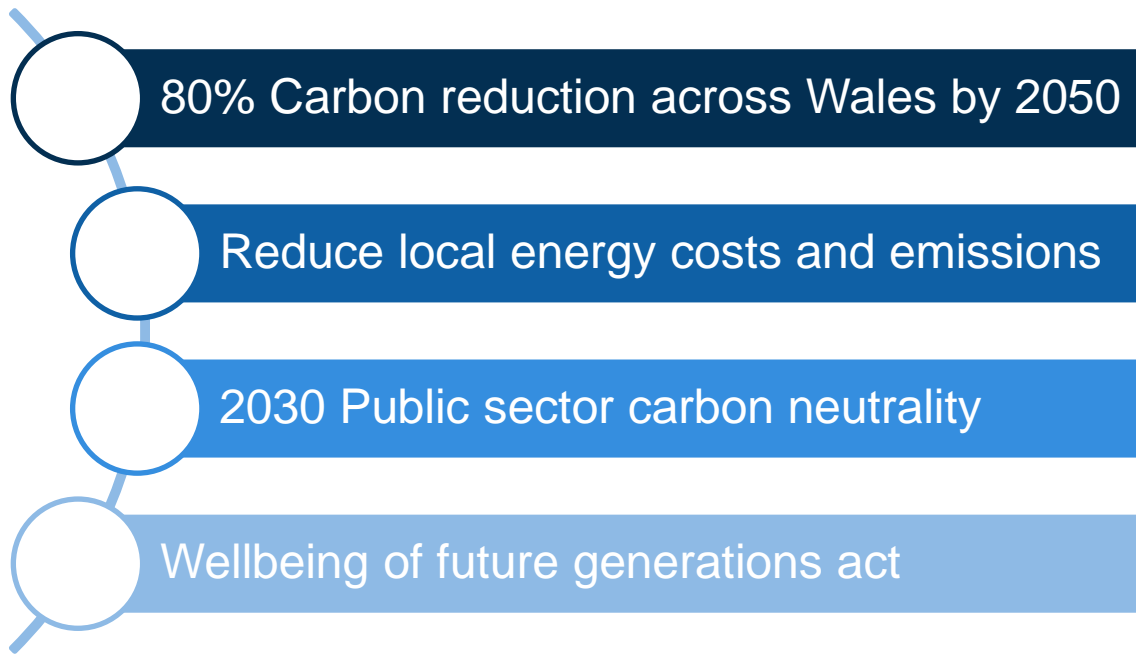 80% Carbon reduction across Wales by 2050
Reduce local energy costs and emissions
2030 Public sector carbon neutrality
Wellbeing of future generations act